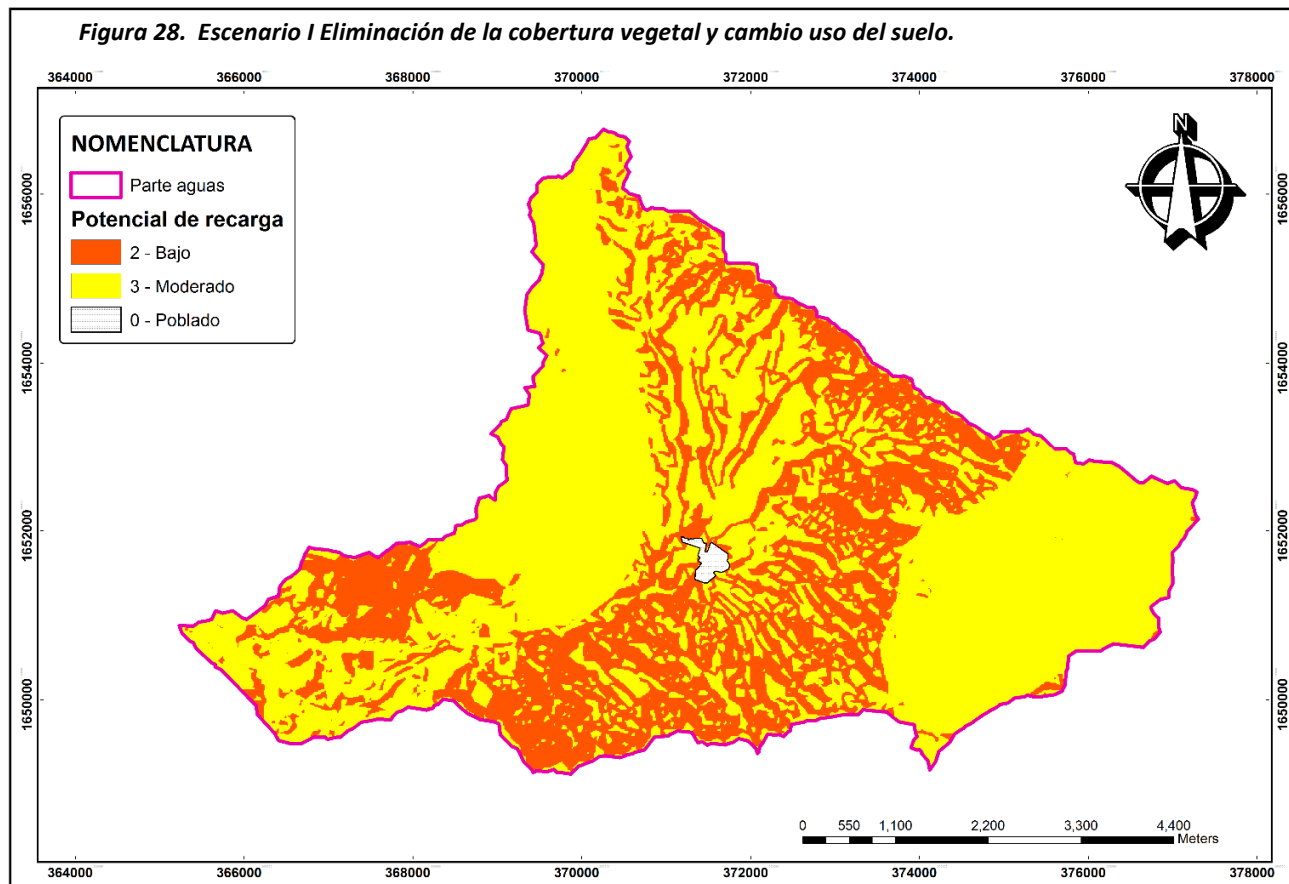 Figura 28. Escenario I Eliminación de la cobertura vegetal y cambio uso del suelo.
364000 366000 368000 370000 372000 374000 376000 378000
NOMENCLATURA
Parte aguas
Potencial de recarga
2 - Bajo
3 - Moderado
0 - Poblado
N
1656000 1656000
1654000 1654000
1652000 1652000
1650000 1650000
0 550 1,100 2,200 3,300 4,400
Meters
364000 366000 368000 370000 372000 374000 376000 378000